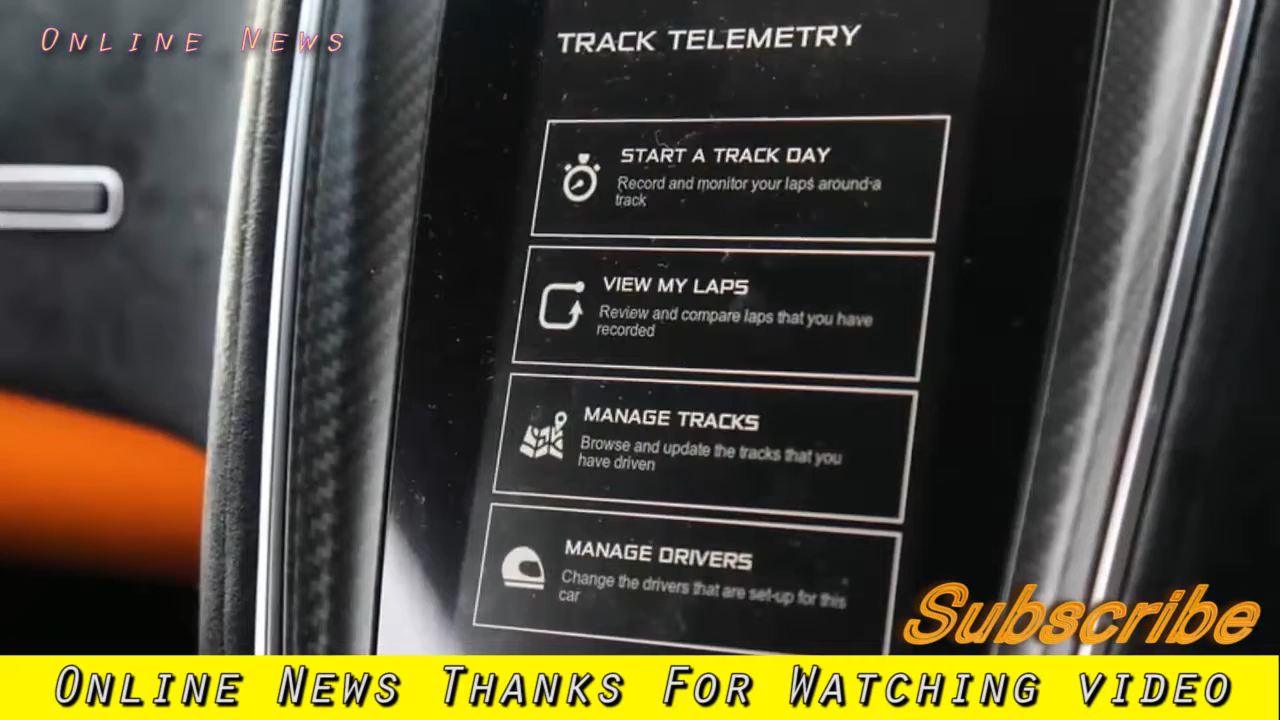 Online News
TRACK TELEMETRY
START A TRACK DAY
Record and monitor your laps around a
track
VIEW MY LAPS
Review and compare laps that you have
recorded
MANAGE TRACKS
Browse and update the tracks that you
have driven
MANAGE DRIVERS
Change the drivers that are set-up for this
car
Subscribe
Online News Thanks For Watching video